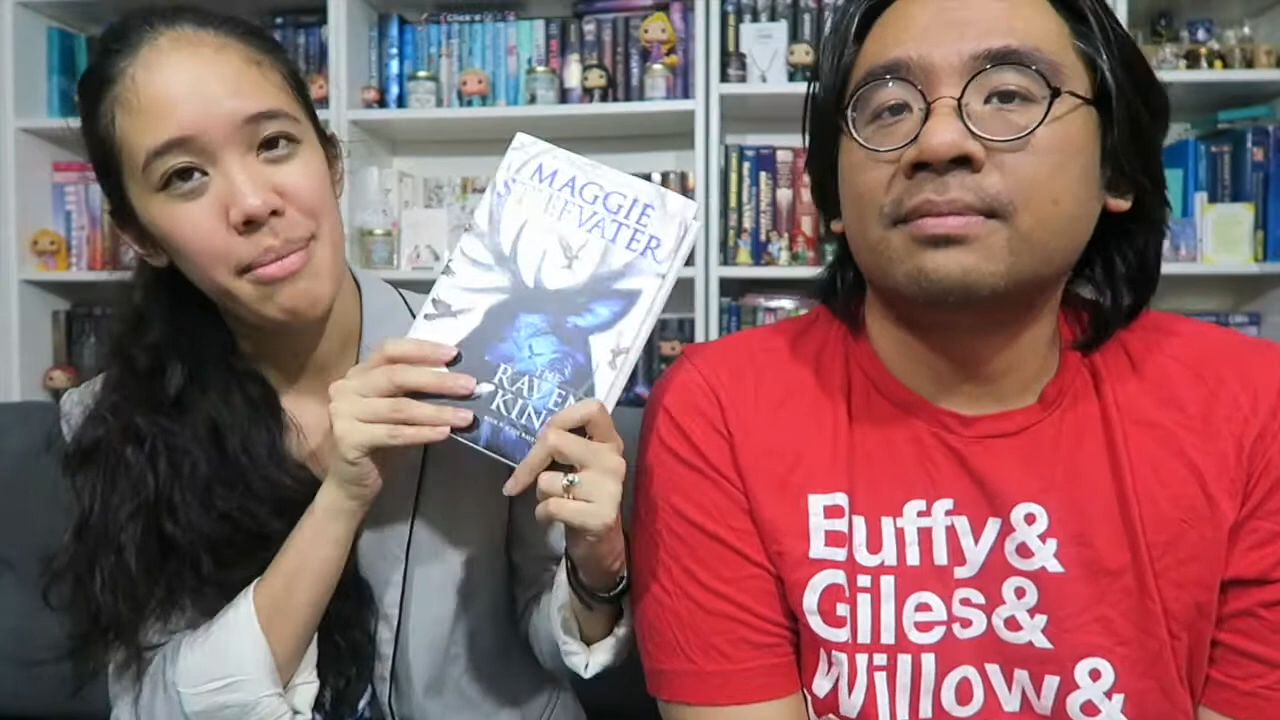 MAGGIE
STIEFVATER
THE
RAVEN
KING
Buffy&
Giles&
Willow&